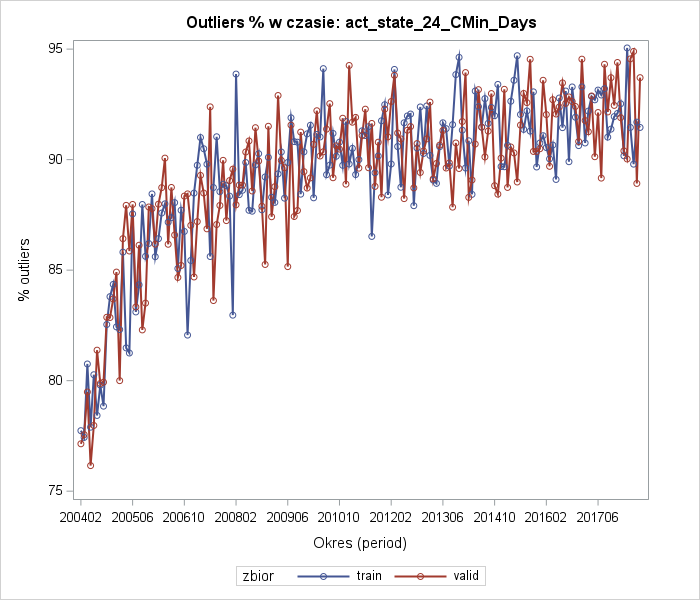 Outliers % w czasie: act_state_24_CMin_Days
95
90
85
80
75
% outliers
200402 200506 200610 200802 200906 201010 201202 201306 201410 201602 201706
Okres (period)
zbior train valid